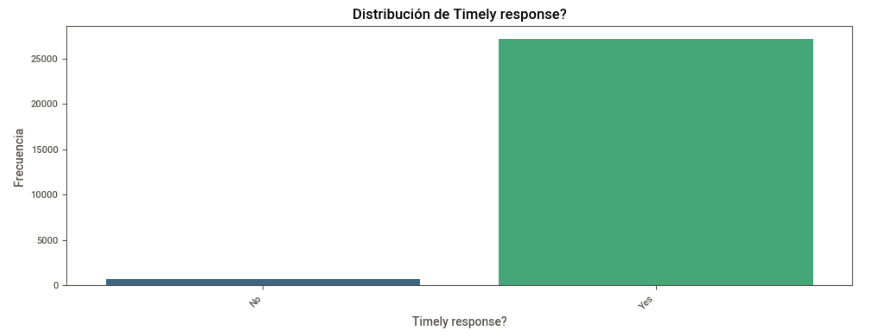 Distribución de Timely response?
Frecuencia
25000
20000
15000
10000
5000
0
No
Yes
Timely response?